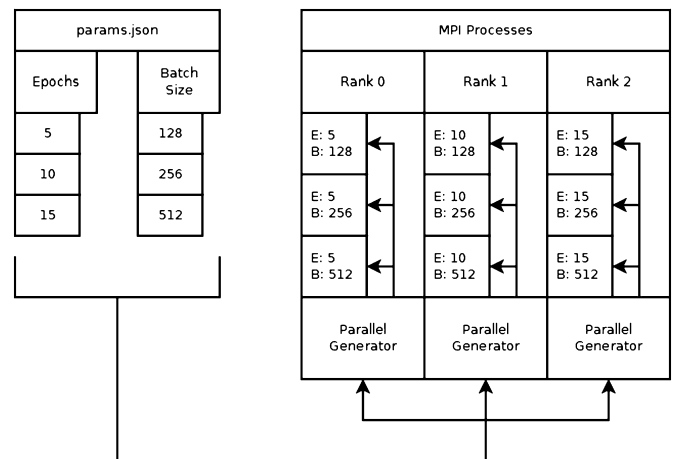 params.json
Epochs
Batch
Size
5
128
10
256
15
512
MPI Processes
Rank 0
Rank 1
Rank 2
E: 5
B: 128
E: 10
B: 128
E: 15
B: 128
E: 5
B: 256
E: 10
B: 256
E: 15
B: 256
E: 5
B: 512
E: 10
B: 512
E: 15
B: 512
Parallel
Generator
Parallel
Generator
Parallel
Generator